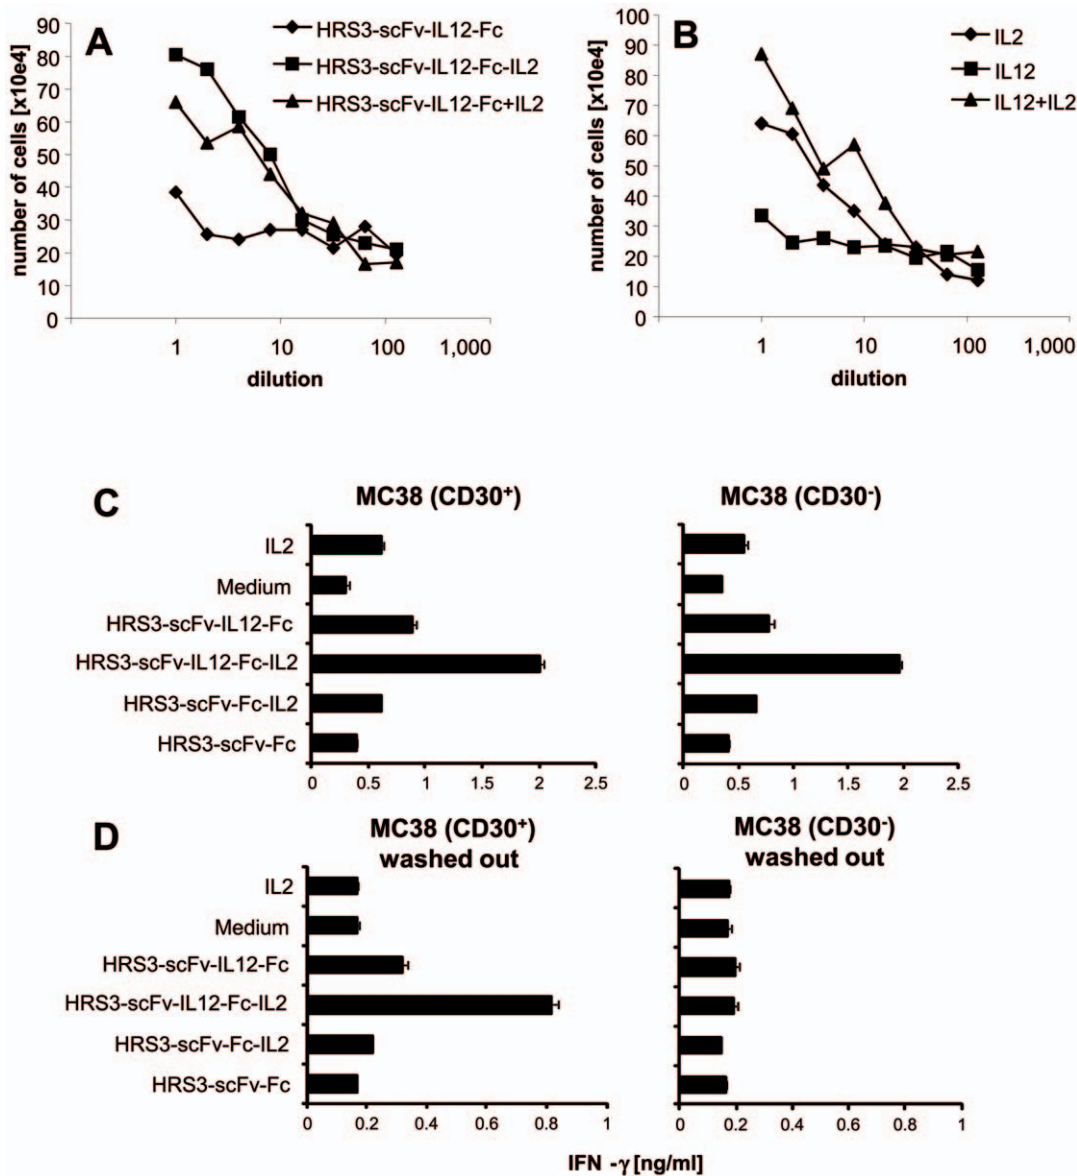 A
HRS3-scFv-IL12-Fc
HRS3-scFv-IL12-Fc-IL2
HRS3-scFv-IL12-Fc+IL2
number of cells [x10e4]
90
80
70
60
50
40
30
20
10
0
1 10 100 1,000
dilution
B
IL2
IL12
IL12+IL2
number of cells [x10e4]
100
90
80
70
60
50
40
30
20
10
0
1 10 100 1,000
dilution
C
MC38 (CD30+)
MC38 (CD30-)
IL2
Medium
HRS3-scFv-IL12-Fc
HRS3-scFv-IL12-Fc-IL2
HRS3-scFv-Fc-IL2
HRS3-scFv-Fc
0 0.5 1 1.5 2 2.5
0 0.5 1 1.5 2 2.5
D
MC38 (CD30+)
washed out
MC38 (CD30-)
washed out
IL2
Medium
HRS3-scFv-IL12-Fc
HRS3-scFv-IL12-Fc-IL2
HRS3-scFv-Fc-IL2
HRS3-scFv-Fc
0 0.2 0.4 0.6 0.8 1
0 0.2 0.4 0.6 0.8 1
IFN -γ [ng/ml]